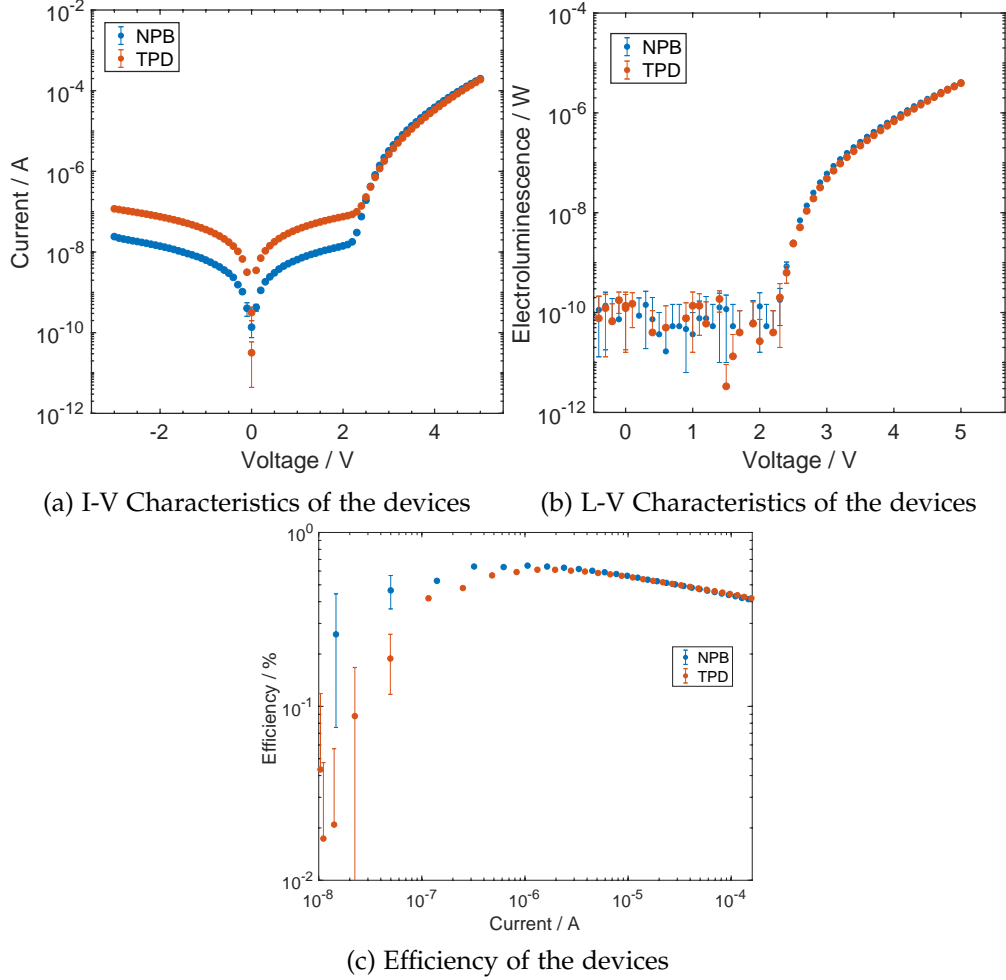 10⁻²
10⁻⁴
10⁻⁶
10⁻⁸
10⁻¹⁰
10⁻¹²
Current / A
NPB
TPD
-2 0 2 4
Voltage / V
(a) I-V Characteristics of the devices
10⁻⁴
10⁻⁶
10⁻⁸
10⁻¹⁰
10⁻¹²
Electroluminescence / W
NPB
TPD
0 1 2 3 4 5
Voltage / V
(b) L-V Characteristics of the devices
10⁰
10⁻¹
10⁻²
Efficiency / %
NPB
TPD
10⁻⁸ 10⁻⁷ 10⁻⁶ 10⁻⁵ 10⁻⁴
Current / A
(c) Efficiency of the devices